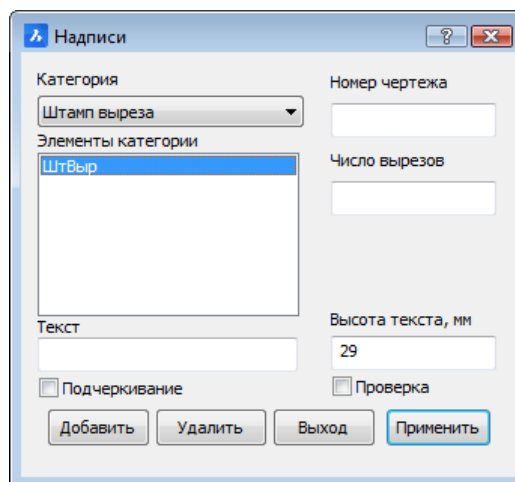 Надписи
Категория
Номер чертежа
Штамп выреза
Элементы категории
Число вырезов
ШтВыр
Текст
Высота текста, мм
29
Подчеркивание
Проверка
Добавить
Удалить
Выход
Применить